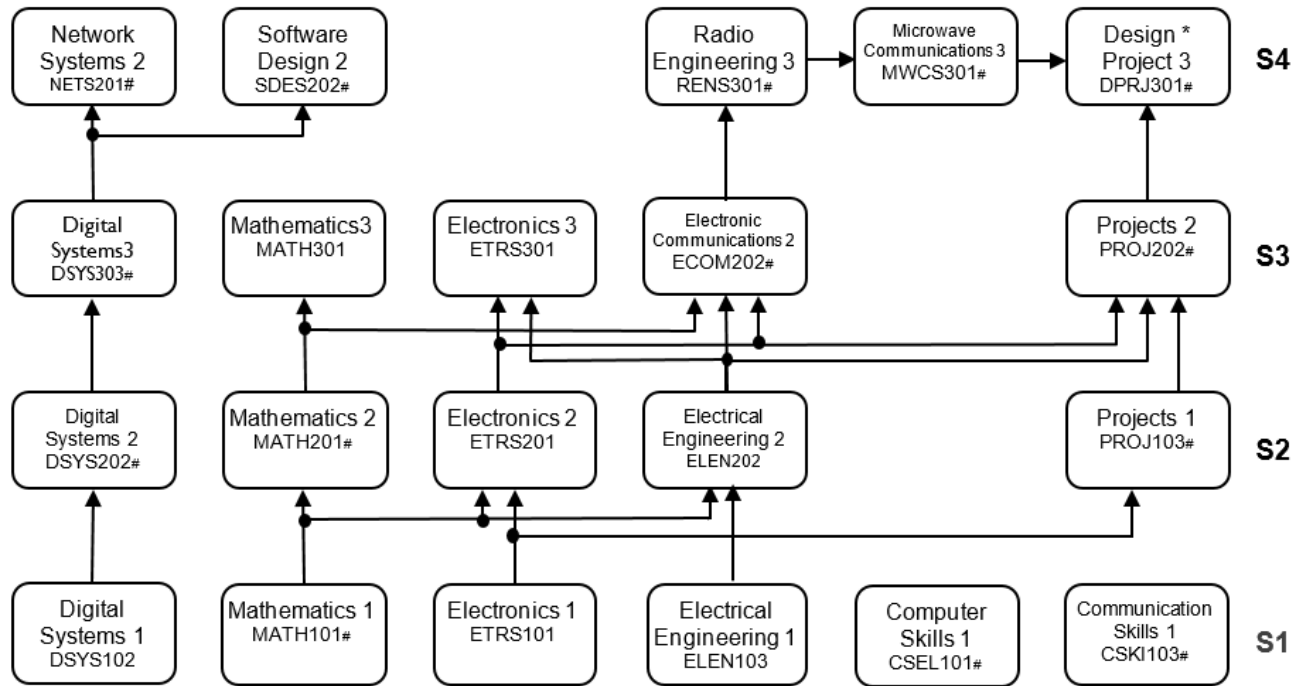 Network
Systems 2
NETS201#
Software
Design 2
SDES202#
Radio
Engineering 3
RENS301#
Microwave
Communications 3
MWCS301#
Design *
Project 3
DPRJ301#
S4
Digital
Systems3
DSYS303#
Mathematics3
MATH301
Electronics 3
ETRS301
Electronic
Communications 2
ECOM202#
Projects 2
PROJ202#
S3
Digital
Systems 2
DSYS202#
Mathematics 2
MATH201#
Electronics 2
ETRS201
Electrical
Engineering 2
ELEN202
Projects 1
PROJ103#
S2
Digital
Systems 1
DSYS102
Mathematics 1
MATH101#
Electronics 1
ETRS101
Electrical
Engineering 1
ELEN103
Computer
Skills 1
CSEL101#
Communication
Skills 1
CSKI103#
S1